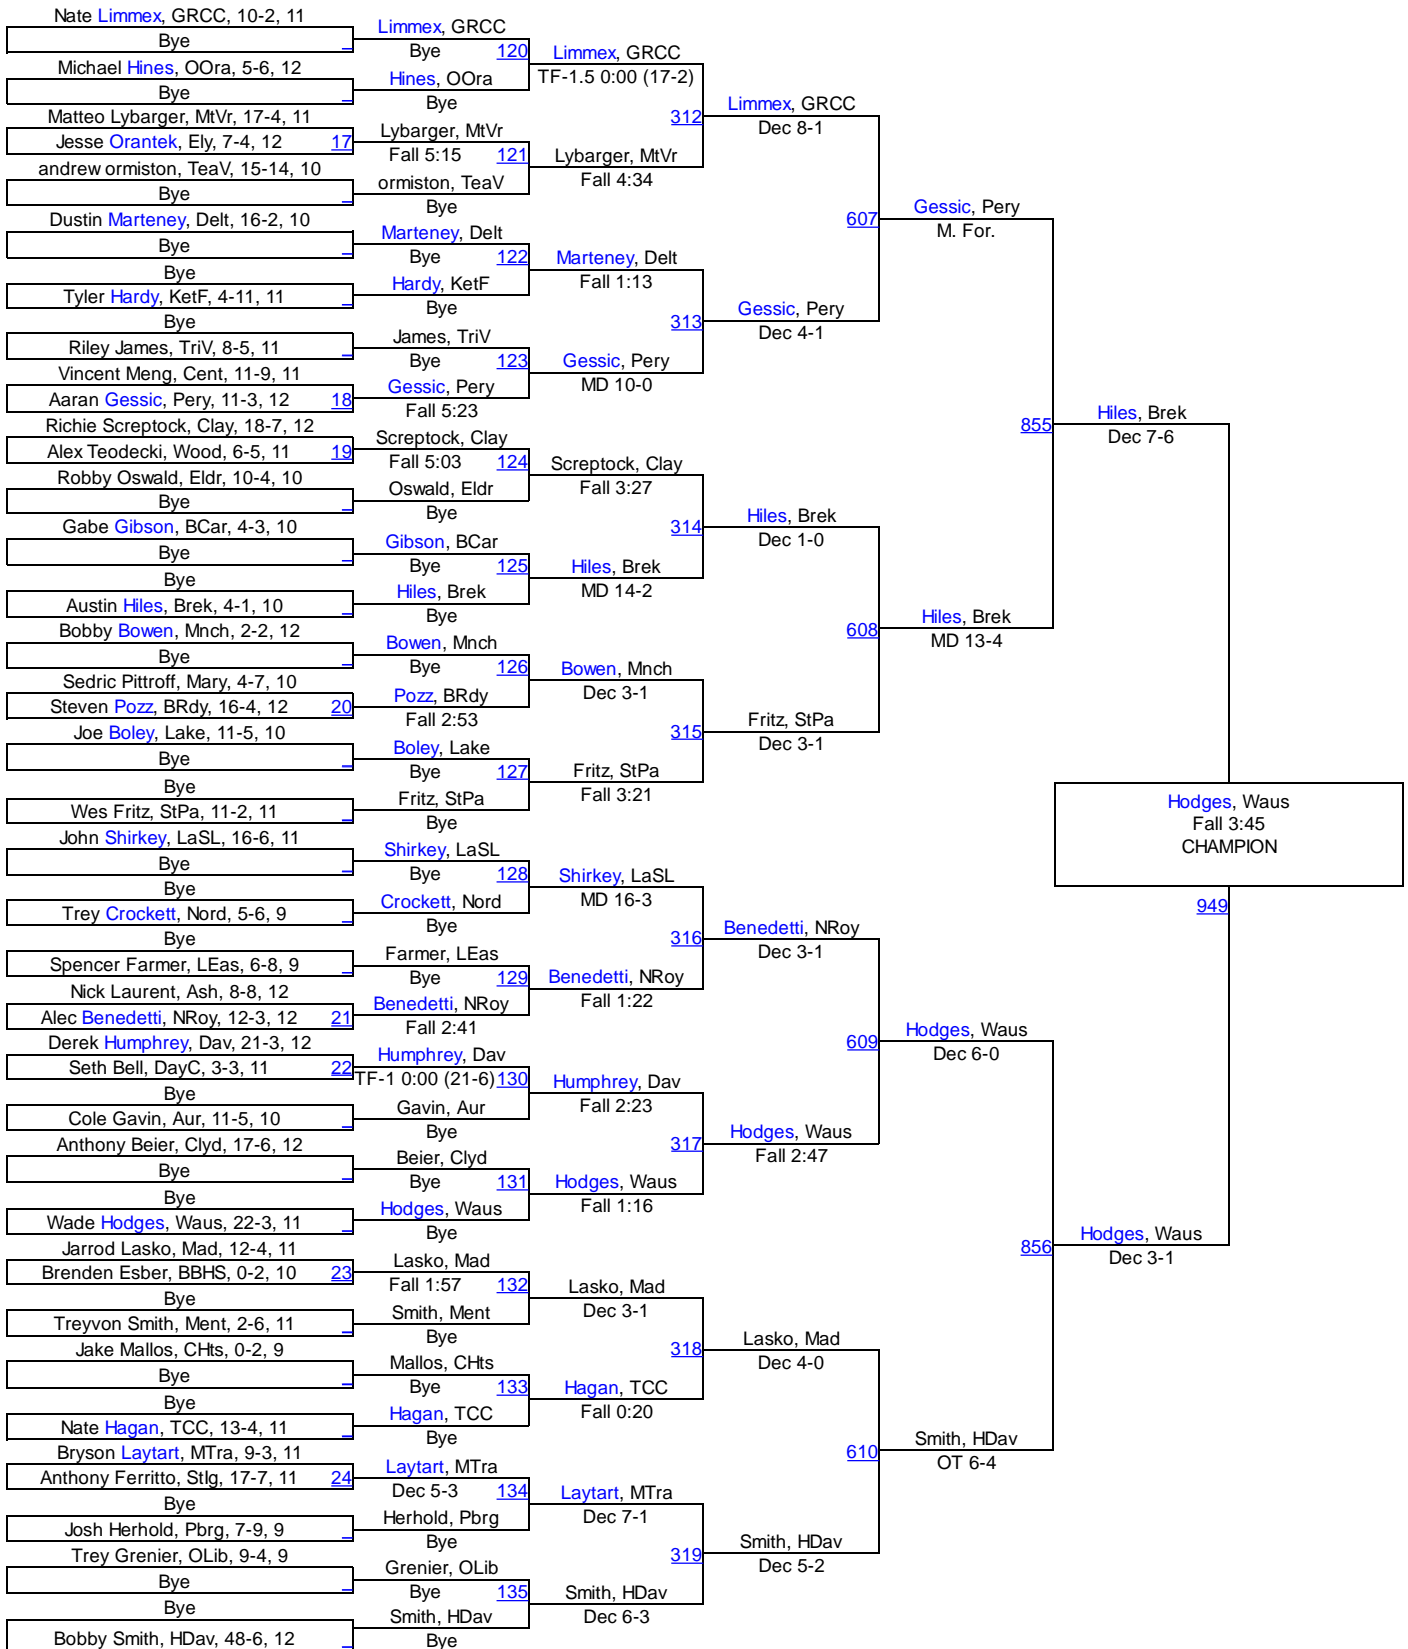 Nate Limmex, GRCC, 10-2, 11
Bye
Michael Hines, OOra, 5-6, 12
Bye
Matteo Lybarger, MtVr, 17-4, 11
Jesse Orantek, Ely, 7-4, 12 17
andrew ormiston, TeaV, 15-14, 10
Bye
Dustin Marteney, Delt, 16-2, 10
Bye
Bye
Tyler Hardy, KetF, 4-11, 11
Bye
Riley James, TriV, 8-5, 11
Vincent Meng, Cent, 11-9, 11
Aaran Gessic, Pery, 11-3, 12 18
Richie Screptock, Clay, 18-7, 12
Alex Teodecki, Wood, 6-5, 11 19
Robby Oswald, Eldr, 10-4, 10
Bye
Gabe Gibson, BCar, 4-3, 10
Bye
Bye
Austin Hiles, Brek, 4-1, 10
Bobby Bowen, Mnch, 2-2, 12
Bye
Sedric Pittroff, Mary, 4-7, 10
Steven Pozz, BRdy, 16-4, 12 20
Joe Boley, Lake, 11-5, 10
Bye
Bye
Wes Fritz, StPa, 11-2, 11
John Shirkey, LaSL, 16-6, 11
Bye
Bye
Trey Crockett, Nord, 5-6, 9
Bye
Spencer Farmer, LEas, 6-8, 9
Nick Laurent, Ash, 8-8, 12
Alec Benedetti, NRoy, 12-3, 12 21
Derek Humphrey, Dav, 21-3, 12
Seth Bell, DayC, 3-3, 11 22
Bye
Cole Gavin, Aur, 11-5, 10
Anthony Beier, Clyd, 17-6, 12
Bye
Bye
Wade Hodges, Waus, 22-3, 11
Jarrod Lasko, Mad, 12-4, 11
Brenden Esber, BBHS, 0-2, 10 23
Bye
Treyvon Smith, Ment, 2-6, 11
Jake Mallos, CHts, 0-2, 9
Bye
Bye
Nate Hagan, TCC, 13-4, 11
Bryson Laytart, MTra, 9-3, 11
Anthony Ferritto, StIg, 17-7, 11 24
Bye
Josh Herhold, Pbrg, 7-9, 9
Trey Grenier, OLib, 9-4, 9
Bye
Bye
Bobby Smith, HDav, 48-6, 12
Limmex, GRCC
Bye 120
Hines, OOra
Bye
Lybarger, MtVr
Fall 5:15 121
ormiston, TeaV
Bye
Marteney, Delt
Bye 122
Hardy, KetF
Bye
James, TriV
Bye 123
Gessic, Pery
Fall 5:23
Screptock, Clay
Fall 5:03 124
Oswald, Eldr
Bye
Gibson, BCar
Bye 125
Hiles, Brek
Bye
Bowen, Mnch
Bye 126
Pozz, BRdy
Fall 2:53
Boley, Lake
Bye 127
Fritz, StPa
Bye
Shirkey, LaSL
Bye 128
Crockett, Nord
Bye
Farmer, LEas
Bye 129
Benedetti, NRoy
Fall 2:41
Humphrey, Dav
TF-1 0:00 (21-6) 130
Gavin, Aur
Bye
Beier, Clyd
Bye 131
Hodges, Waus
Bye
Lasko, Mad
Fall 1:57 132
Smith, Ment
Bye
Mallos, CHts
Bye 133
Hagan, TCC
Bye
Laytart, MTra
Dec 5-3 134
Herhold, Pbrg
Bye
Grenier, OLib
Bye 135
Smith, HDav
Bye
Limmex, GRCC
TF-1.5 0:00 (17-2)
312
Lybarger, MtVr
Fall 4:34
Marteney, Delt
Fall 1:13
313
Gessic, Pery
MD 10-0
Screptock, Clay
Fall 3:27
314
Hiles, Brek
MD 14-2
Bowen, Mnch
Dec 3-1
315
Fritz, StPa
Fall 3:21
Shirkey, LaSL
MD 16-3
316
Benedetti, NRoy
Fall 1:22
Humphrey, Dav
Fall 2:23
317
Hodges, Waus
Fall 1:16
Lasko, Mad
Dec 3-1
318
Hagan, TCC
Fall 0:20
Laytart, MTra
Dec 7-1
319
Smith, HDav
Dec 6-3
Limmex, GRCC
Dec 8-1
607
Gessic, Pery
Dec 4-1
Hiles, Brek
Dec 1-0
608
Fritz, StPa
Dec 3-1
Benedetti, NRoy
Dec 3-1
609
Hodges, Waus
Fall 2:47
Lasko, Mad
Dec 4-0
610
Smith, HDav
Dec 5-2
Gessic, Pery
M. For.
855
Hiles, Brek
MD 13-4
Hodges, Waus
Dec 6-0
856
Smith, HDav
OT 6-4
Hiles, Brek
Dec 7-6
Hodges, Waus
Fall 3:45
CHAMPION
949
Hodges, Waus
Dec 3-1